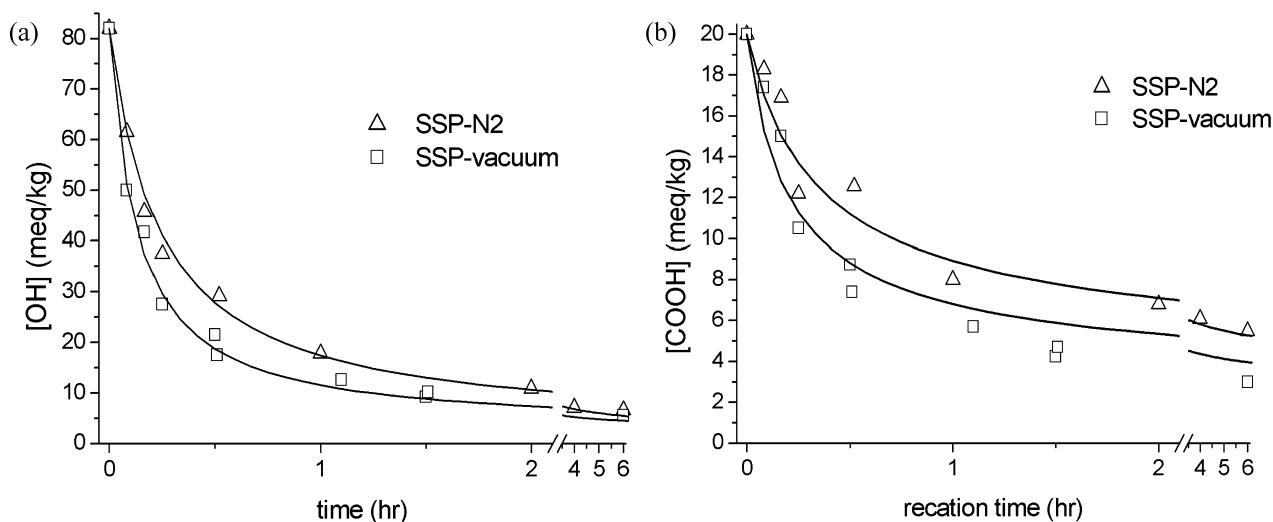 (a)
80
70
60
50
40
30
20
10
0
[OH] (meq/kg)
SSP-N2
SSP-vacuum
0 1 2 4 5 6
time (hr)
(b)
20
18
16
14
12
10
8
6
4
2
0
[COOH] (meq/kg)
SSP-N2
SSP-vacuum
0 1 2 4 5 6
recation time (hr)